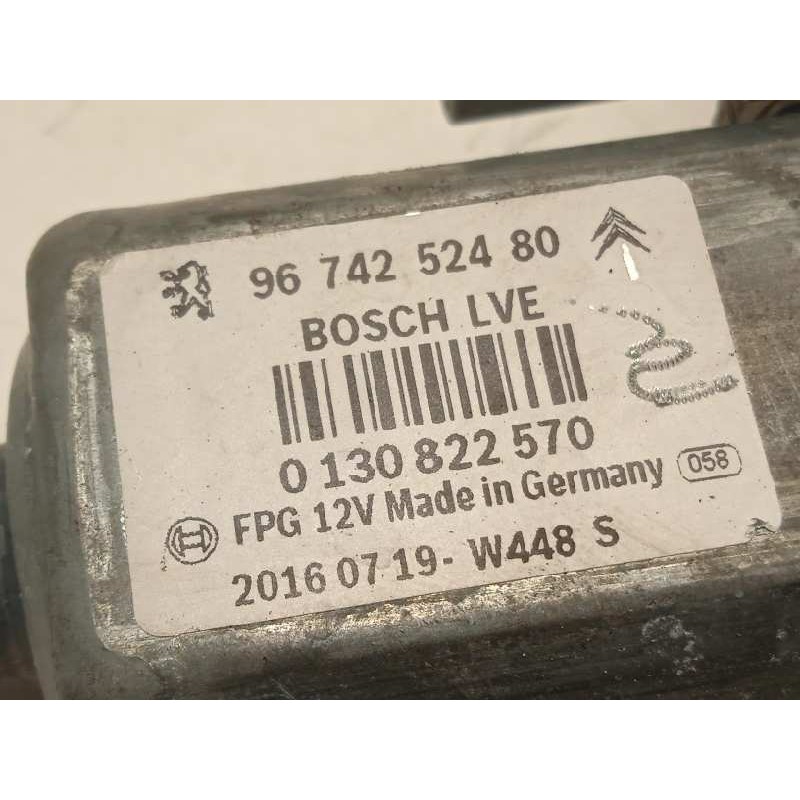 96 742 524 80
BOSCH LVE
0 130 822 570
FPG 12V Made in Germany 058
2016 07 19- W448 S